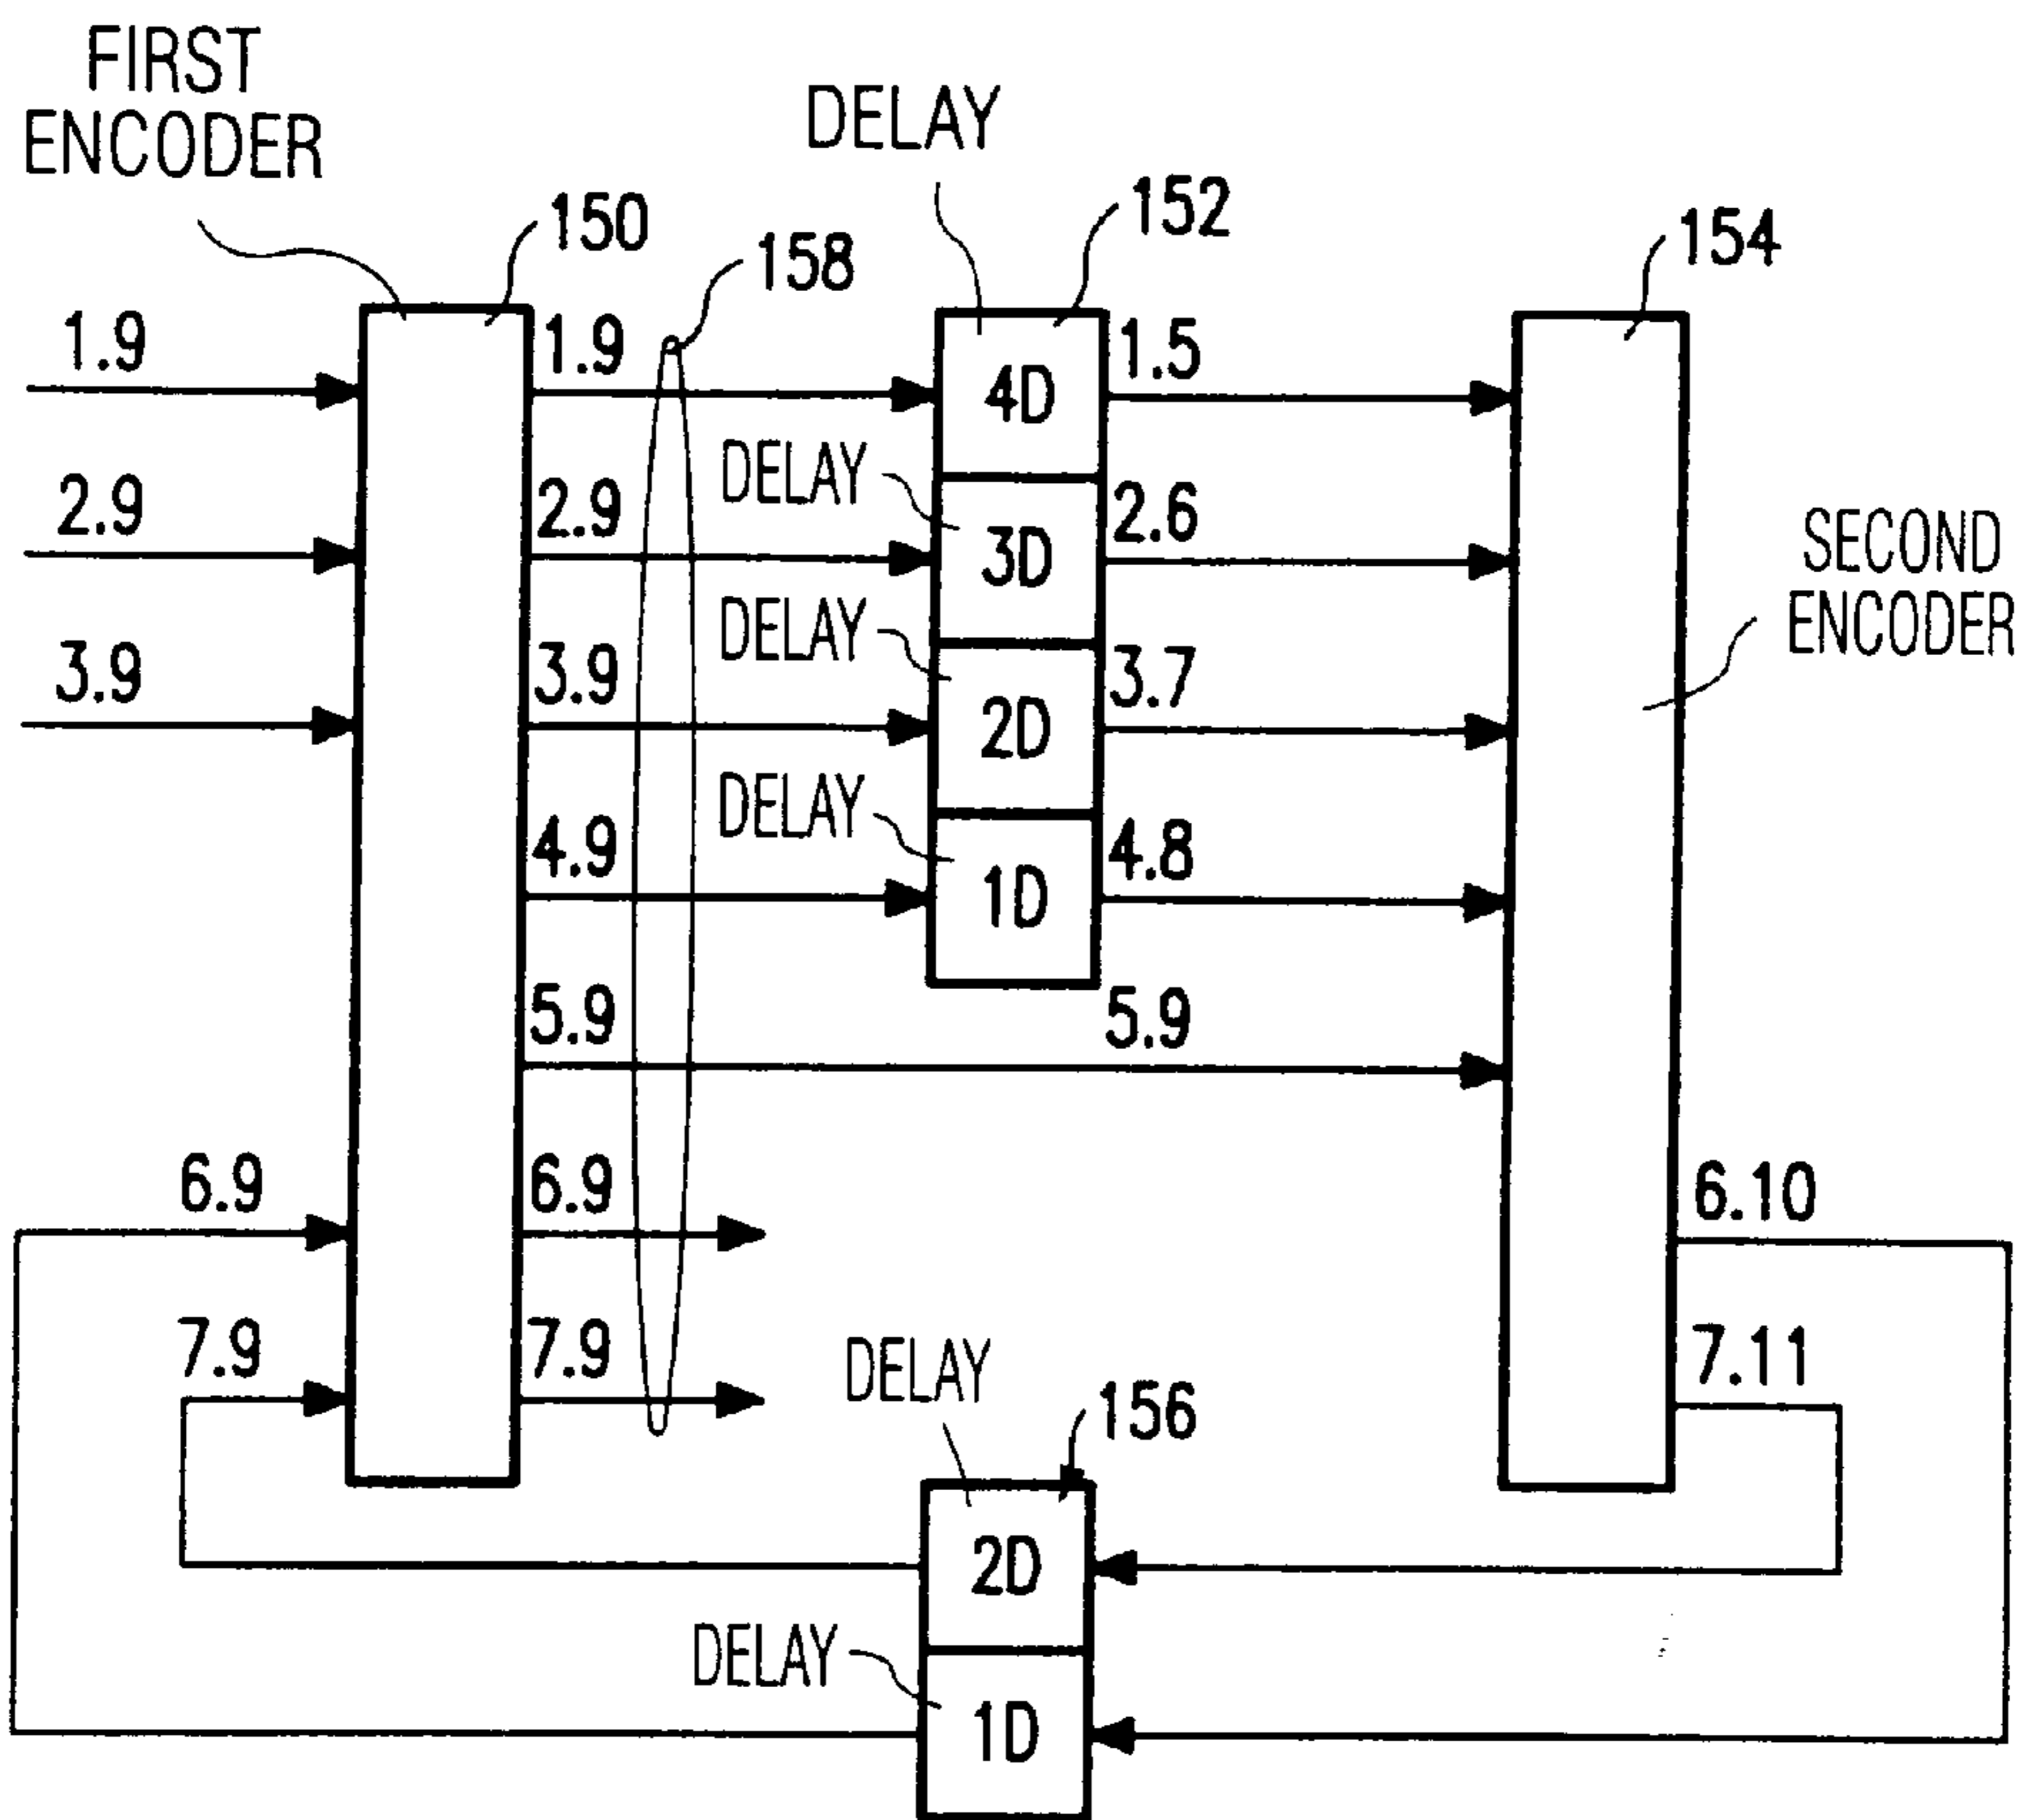 FIRST
ENCODER
DELAY
150
152
154
158
1.9
1.9
4D
1.5
DELAY
2.9
2.9
3D
2.6
SECOND
ENCODER
DELAY
3.9
3.9
2D
3.7
DELAY
4.9
1D
4.8
5.9
5.9
6.9
6.9
6.10
7.9
7.9
DELAY
156
7.11
2D
DELAY
1D